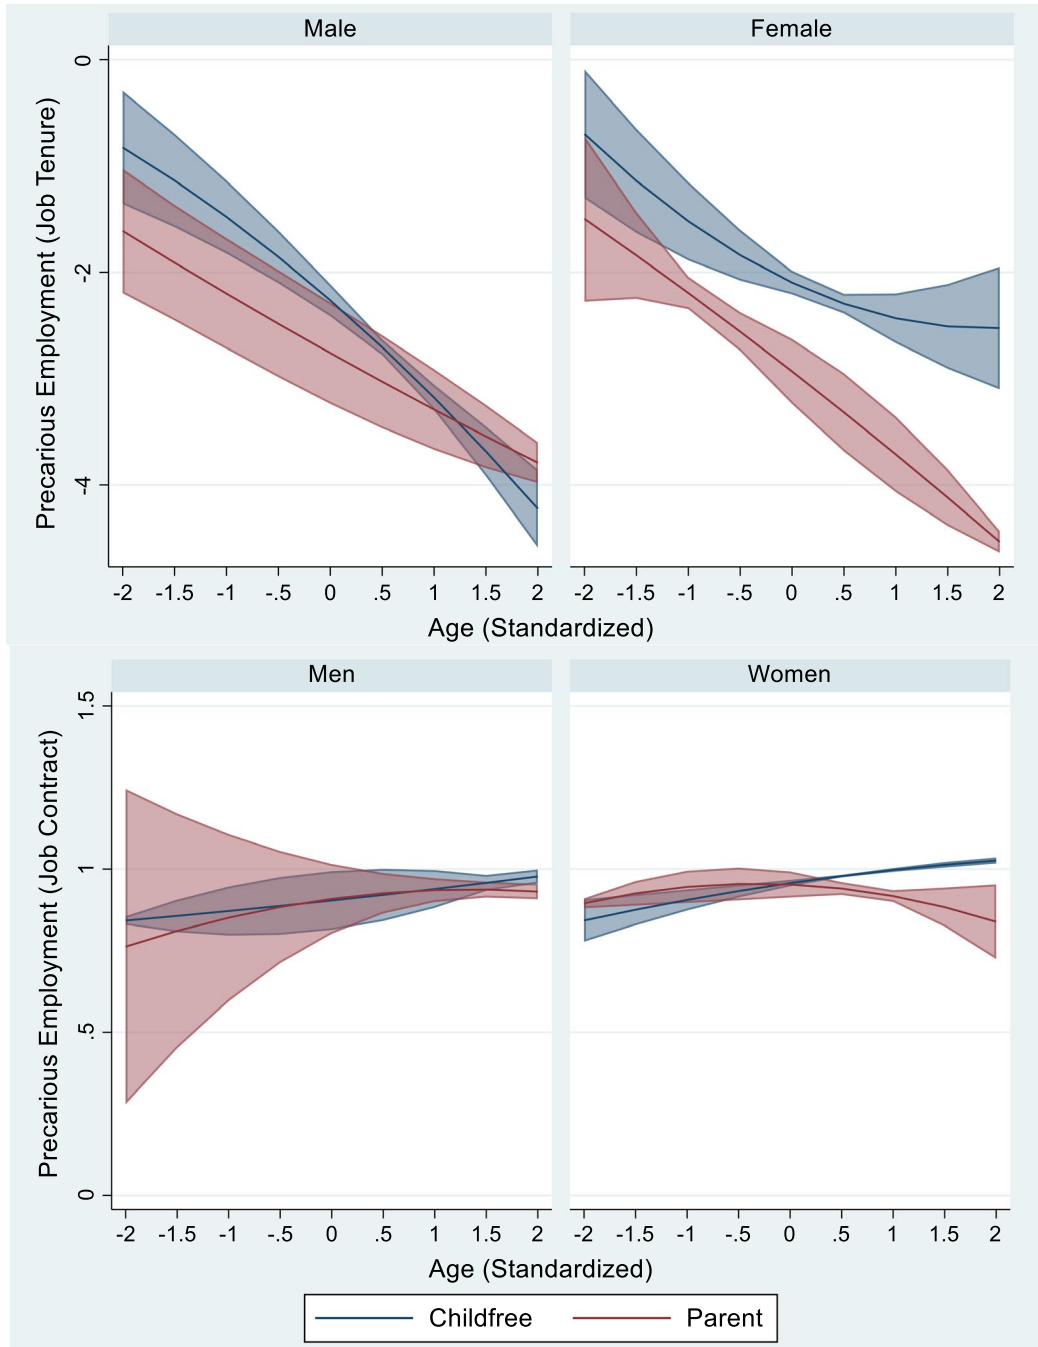 Male Female
Precarious Employment (Job Tenure)
0
-2
-4
-2 -1.5 -1 -.5 0 .5 1 1.5 2 -2 -1.5 -1 -.5 0 .5 1 1.5 2
Age (Standardized)
Men Women
Precarious Employment (Job Contract)
1.5
1
.5
0
-2 -1.5 -1 -.5 0 .5 1 1.5 2 -2 -1.5 -1 -.5 0 .5 1 1.5 2
Age (Standardized)
Childfree Parent